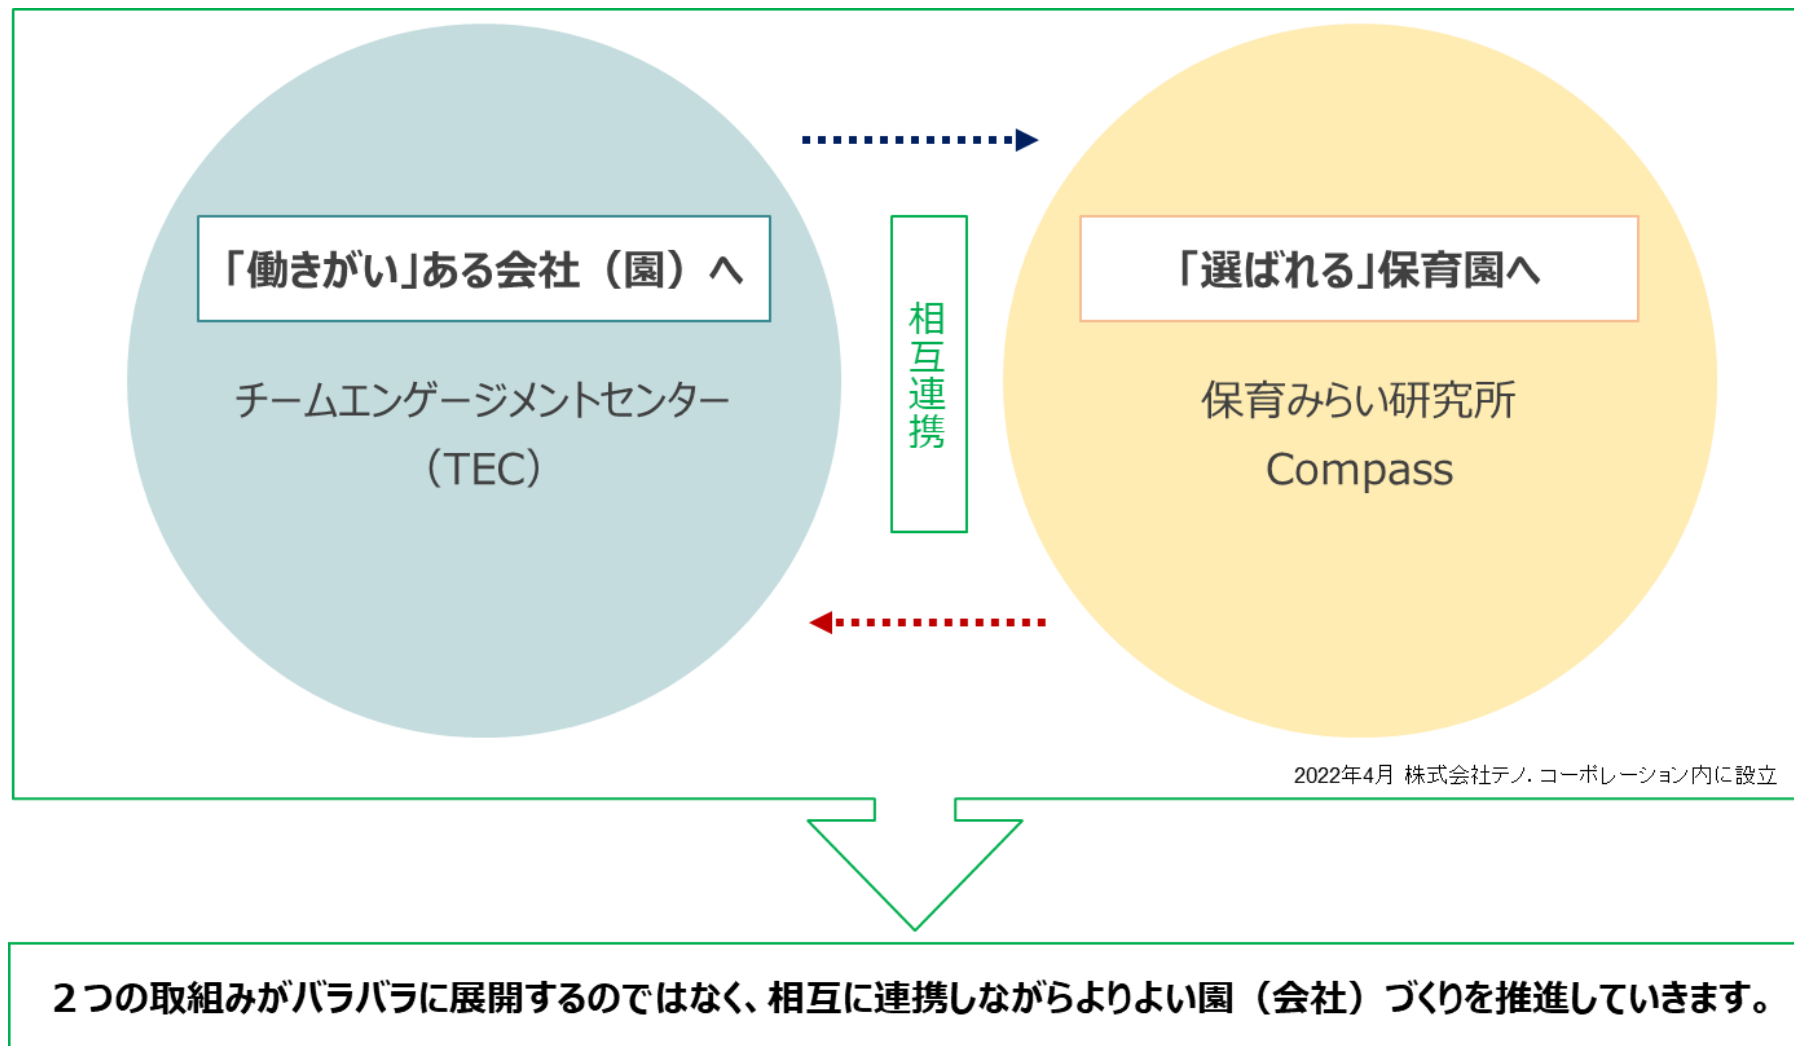 「働きがい」ある会社（園）へ
チームエンゲージメントセンター
（TEC）
相互連携
「選ばれる」保育園へ
保育みらい研究所
Compass
2022年4月 株式会社テノ.コーポレーション内に設立
２つの取組みがバラバラに展開するのではなく、相互に連携しながらよりよい園（会社）づくりを推進していきます。